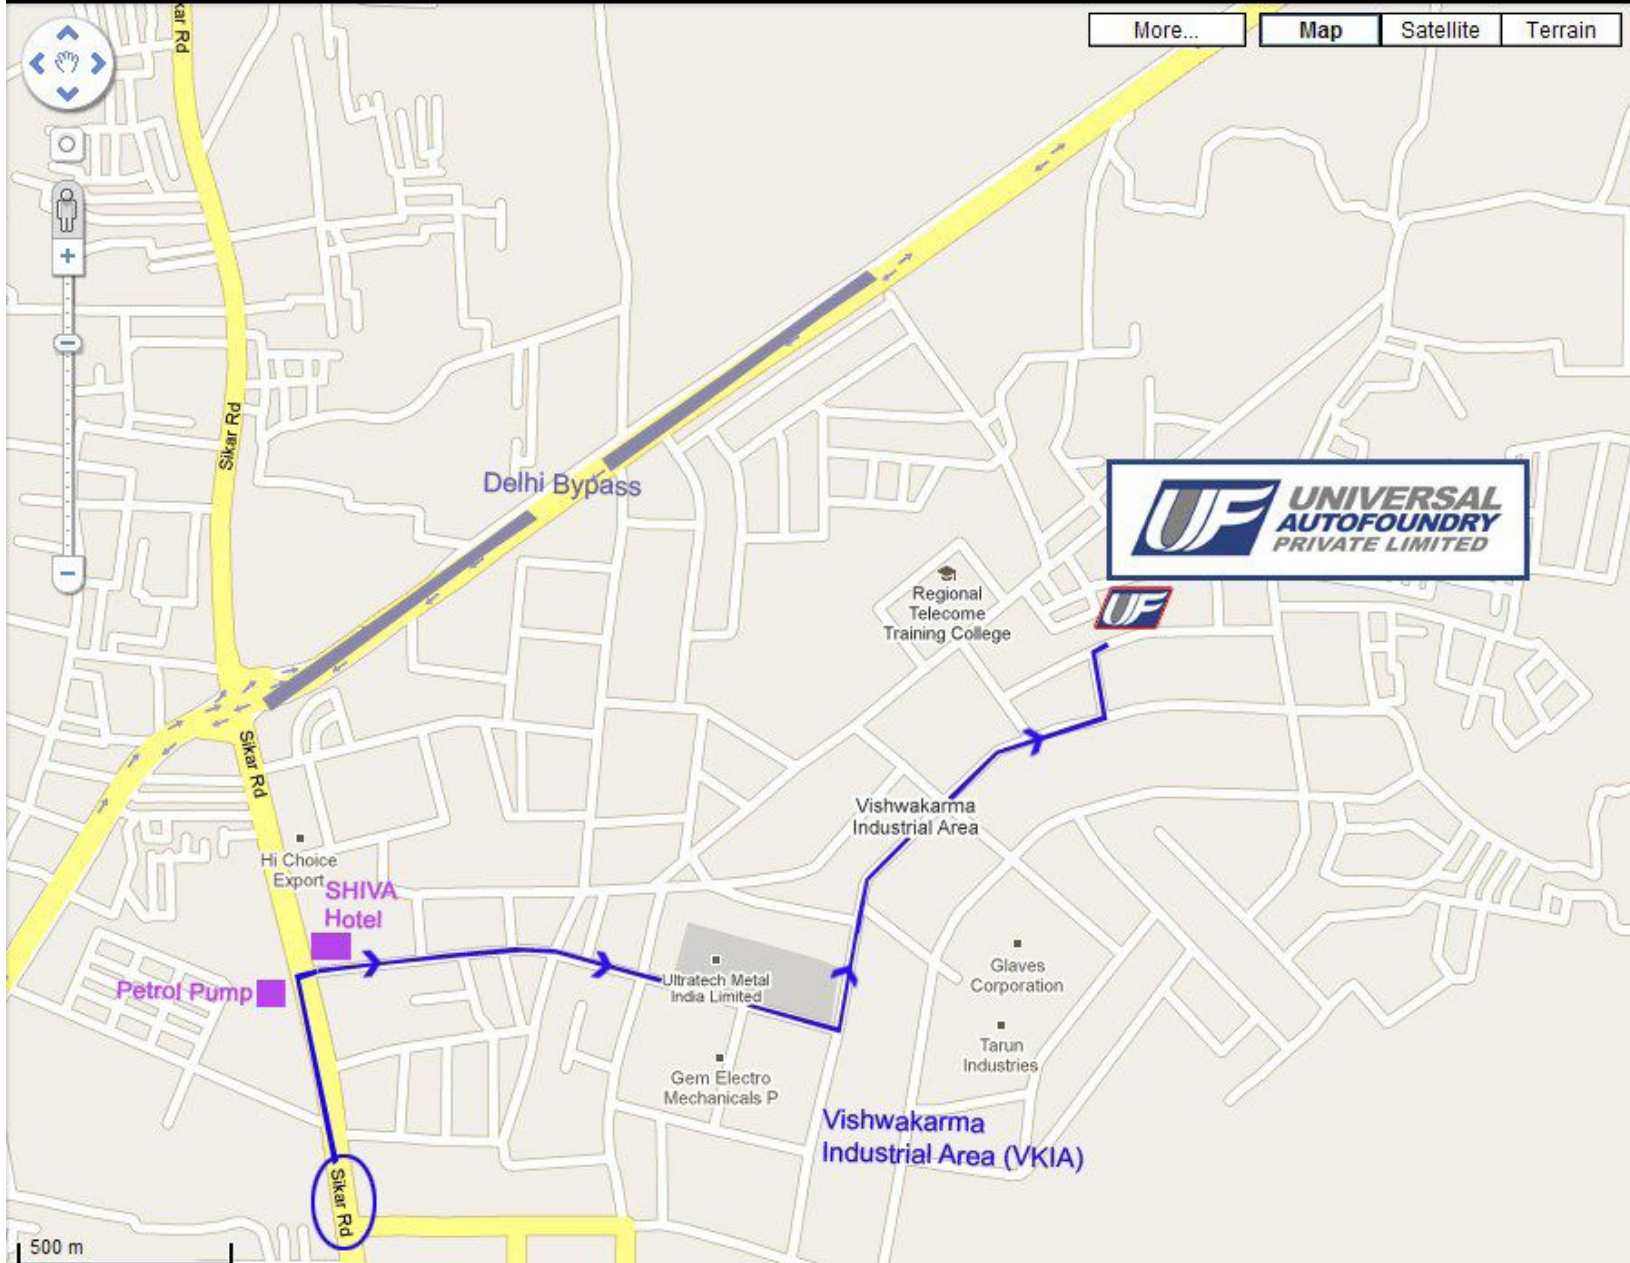 kar Rd
More...
Map
Satellite
Terrain
Sikar Rd
Delhi Bypass
UF
UNIVERSAL
AUTOFOUNDRY
PRIVATE LIMITED
Regional
Telecome
Training College
UF
Sikar Rd
Vishwakarma
Industrial Area
Hi Choice
Export
SHIVA
Hotel
Petrol Pump
Ultratech Metal
India Limited
Glaves
Corporation
Tarun
Industries
Gem Electro
Mechanicals P
Vishwakarma
Industrial Area (VKIA)
Sikar Rd
500 m